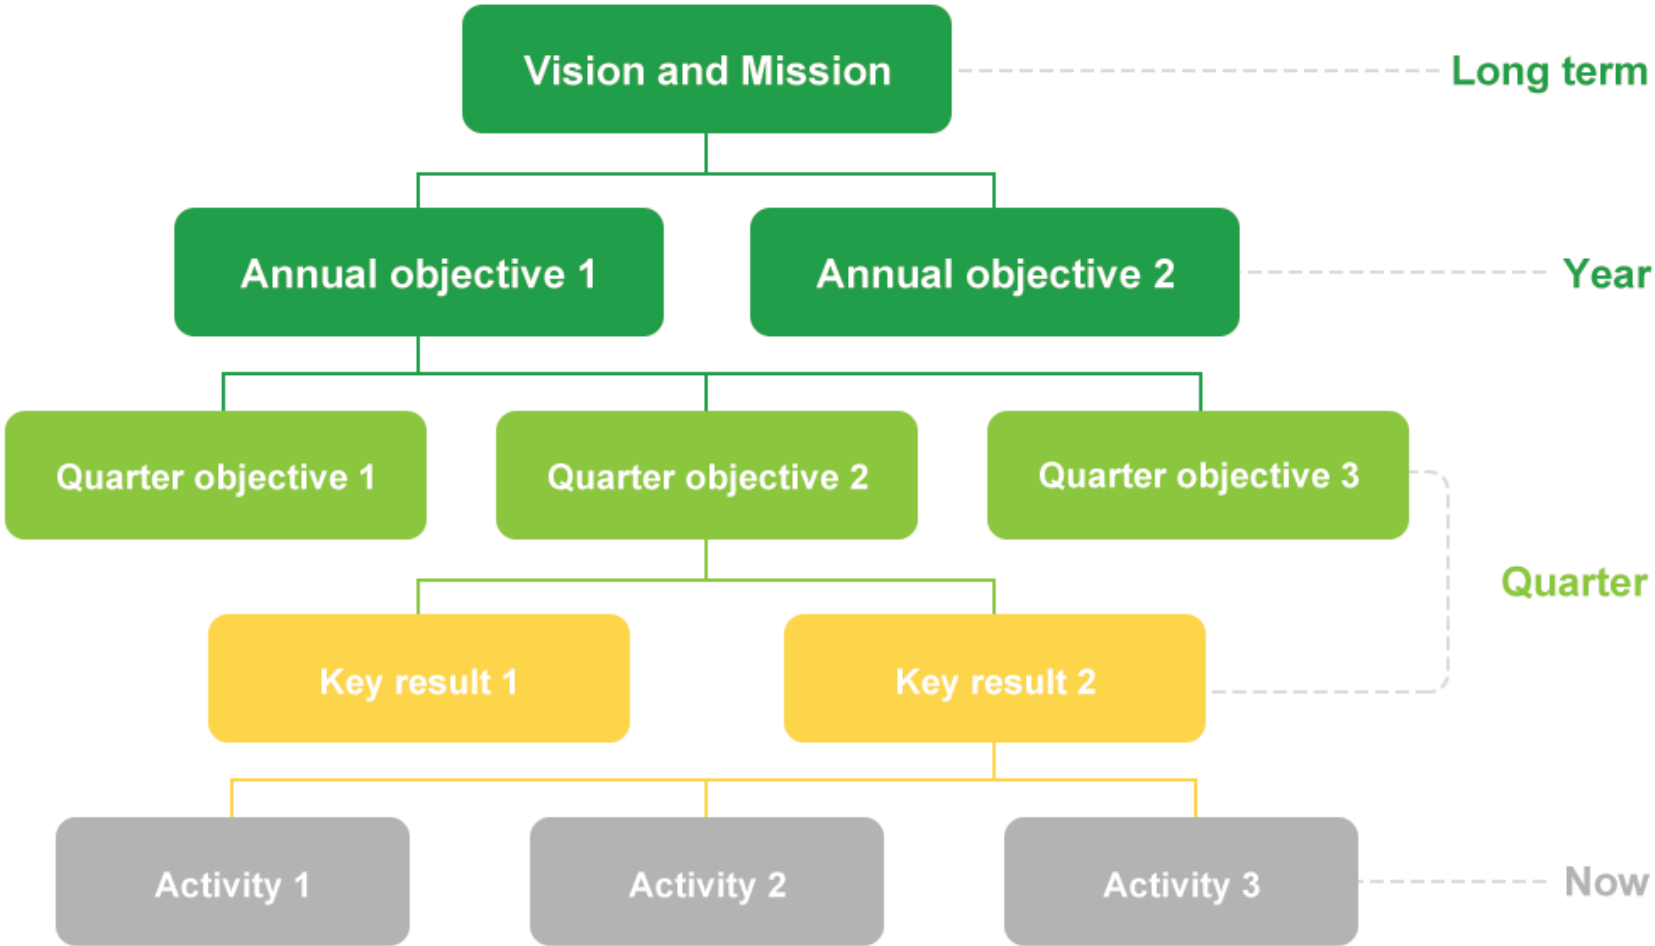 Vision and Mission
Long term
Annual objective 1
Annual objective 2
Year
Quarter objective 1
Quarter objective 2
Quarter objective 3
Quarter
Key result 1
Key result 2
Activity 1
Activity 2
Activity 3
Now